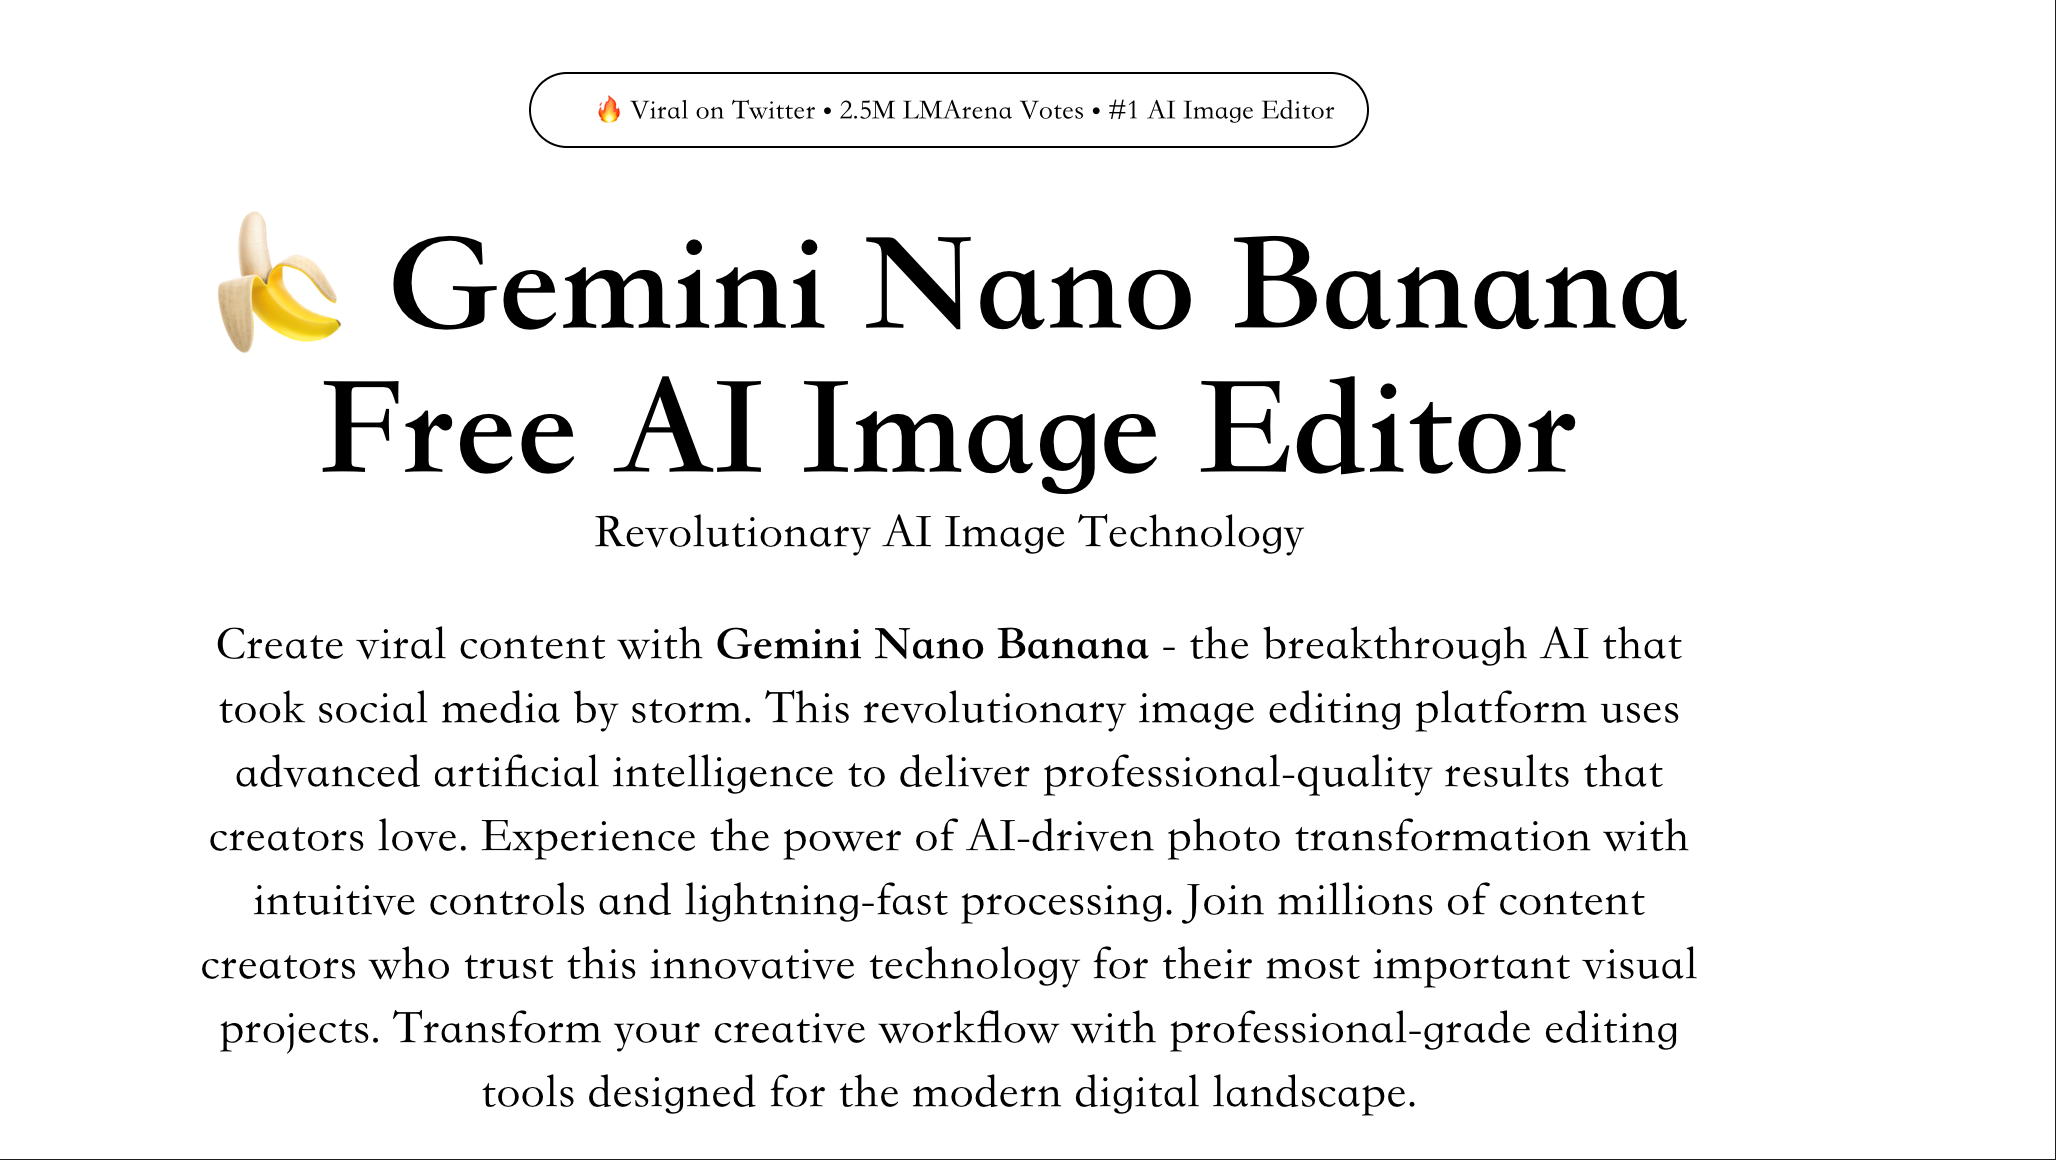 🔥 Viral on Twitter • 2.5M LMArena Votes • #1 AI Image Editor
🍌 Gemini Nano Banana
Free AI Image Editor
Revolutionary AI Image Technology
Create viral content with Gemini Nano Banana - the breakthrough AI that
took social media by storm. This revolutionary image editing platform uses
advanced artificial intelligence to deliver professional-quality results that
creators love. Experience the power of AI-driven photo transformation with
intuitive controls and lightning-fast processing. Join millions of content
creators who trust this innovative technology for their most important visual
projects. Transform your creative workflow with professional-grade editing
tools designed for the modern digital landscape.